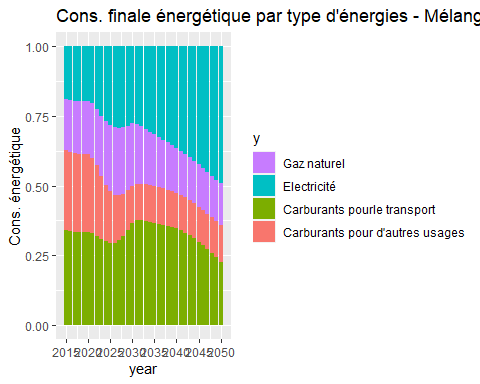 Cons. finale énergétique par type d'énergies - Mélang
1.00
0.75
0.50
0.25
0.00
Cons. énergétique
2015 2020 2025 2030 2035 2040 2045 2050
year
y
Gaz naturel
Electricité
Carburants pourle transport
Carburants pour d'autres usages